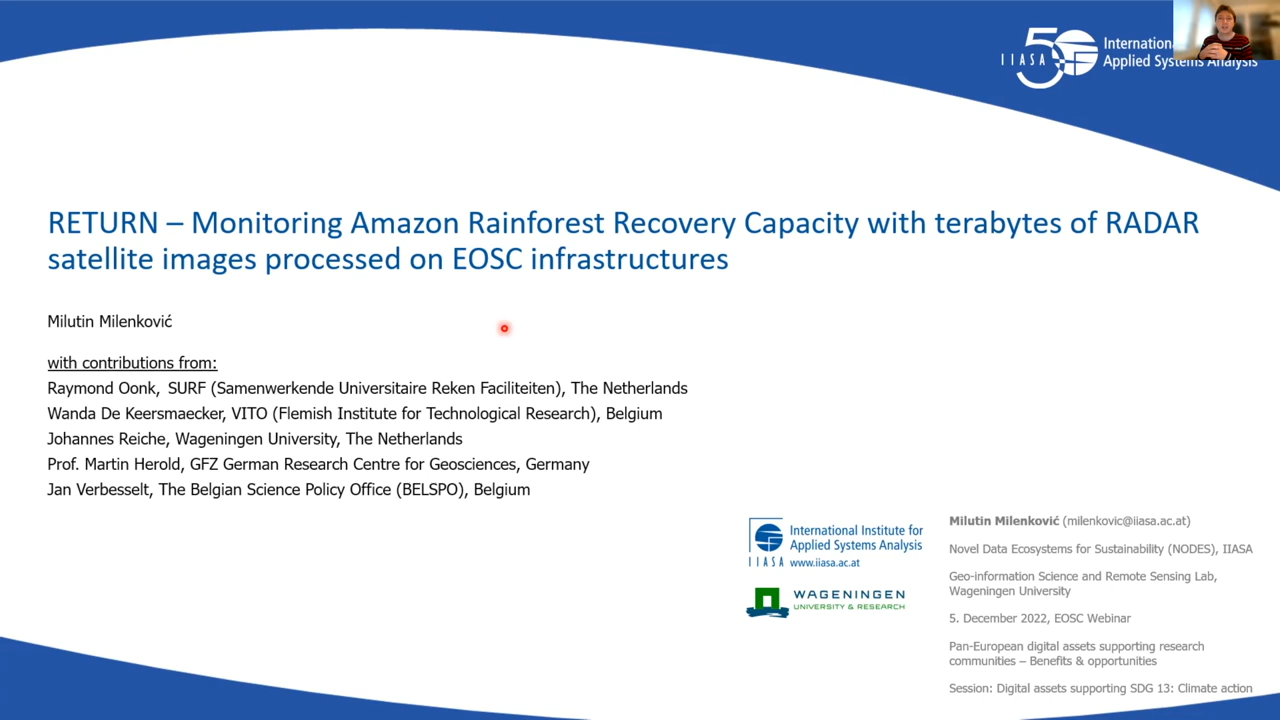 IIASA
50
Internationa
Applied Systems Analysis
RETURN – Monitoring Amazon Rainforest Recovery Capacity with terabytes of RADAR
satellite images processed on EOSC infrastructures
Milutin Milenković
with contributions from:
Raymond Oonk, SURF (Samenwerkende Universitaire Reken Faciliteiten), The Netherlands
Wanda De Keersmaecker, VITO (Flemish Institute for Technological Research), Belgium
Johannes Reiche, Wageningen University, The Netherlands
Prof. Martin Herold, GFZ German Research Centre for Geosciences, Germany
Jan Verbesselt, The Belgian Science Policy Office (BELSPO), Belgium
International Institute for
Applied Systems Analysis
IIASA www.iiasa.ac.at
WAGENINGEN
UNIVERSITY & RESEARCH
Milutin Milenković (milenkovic@iiasa.ac.at)
Novel Data Ecosystems for Sustainability (NODES), IIASA
Geo-information Science and Remote Sensing Lab,
Wageningen University
5. December 2022, EOSC Webinar
Pan-European digital assets supporting research
communities – Benefits & opportunities
Session: Digital assets supporting SDG 13: Climate action